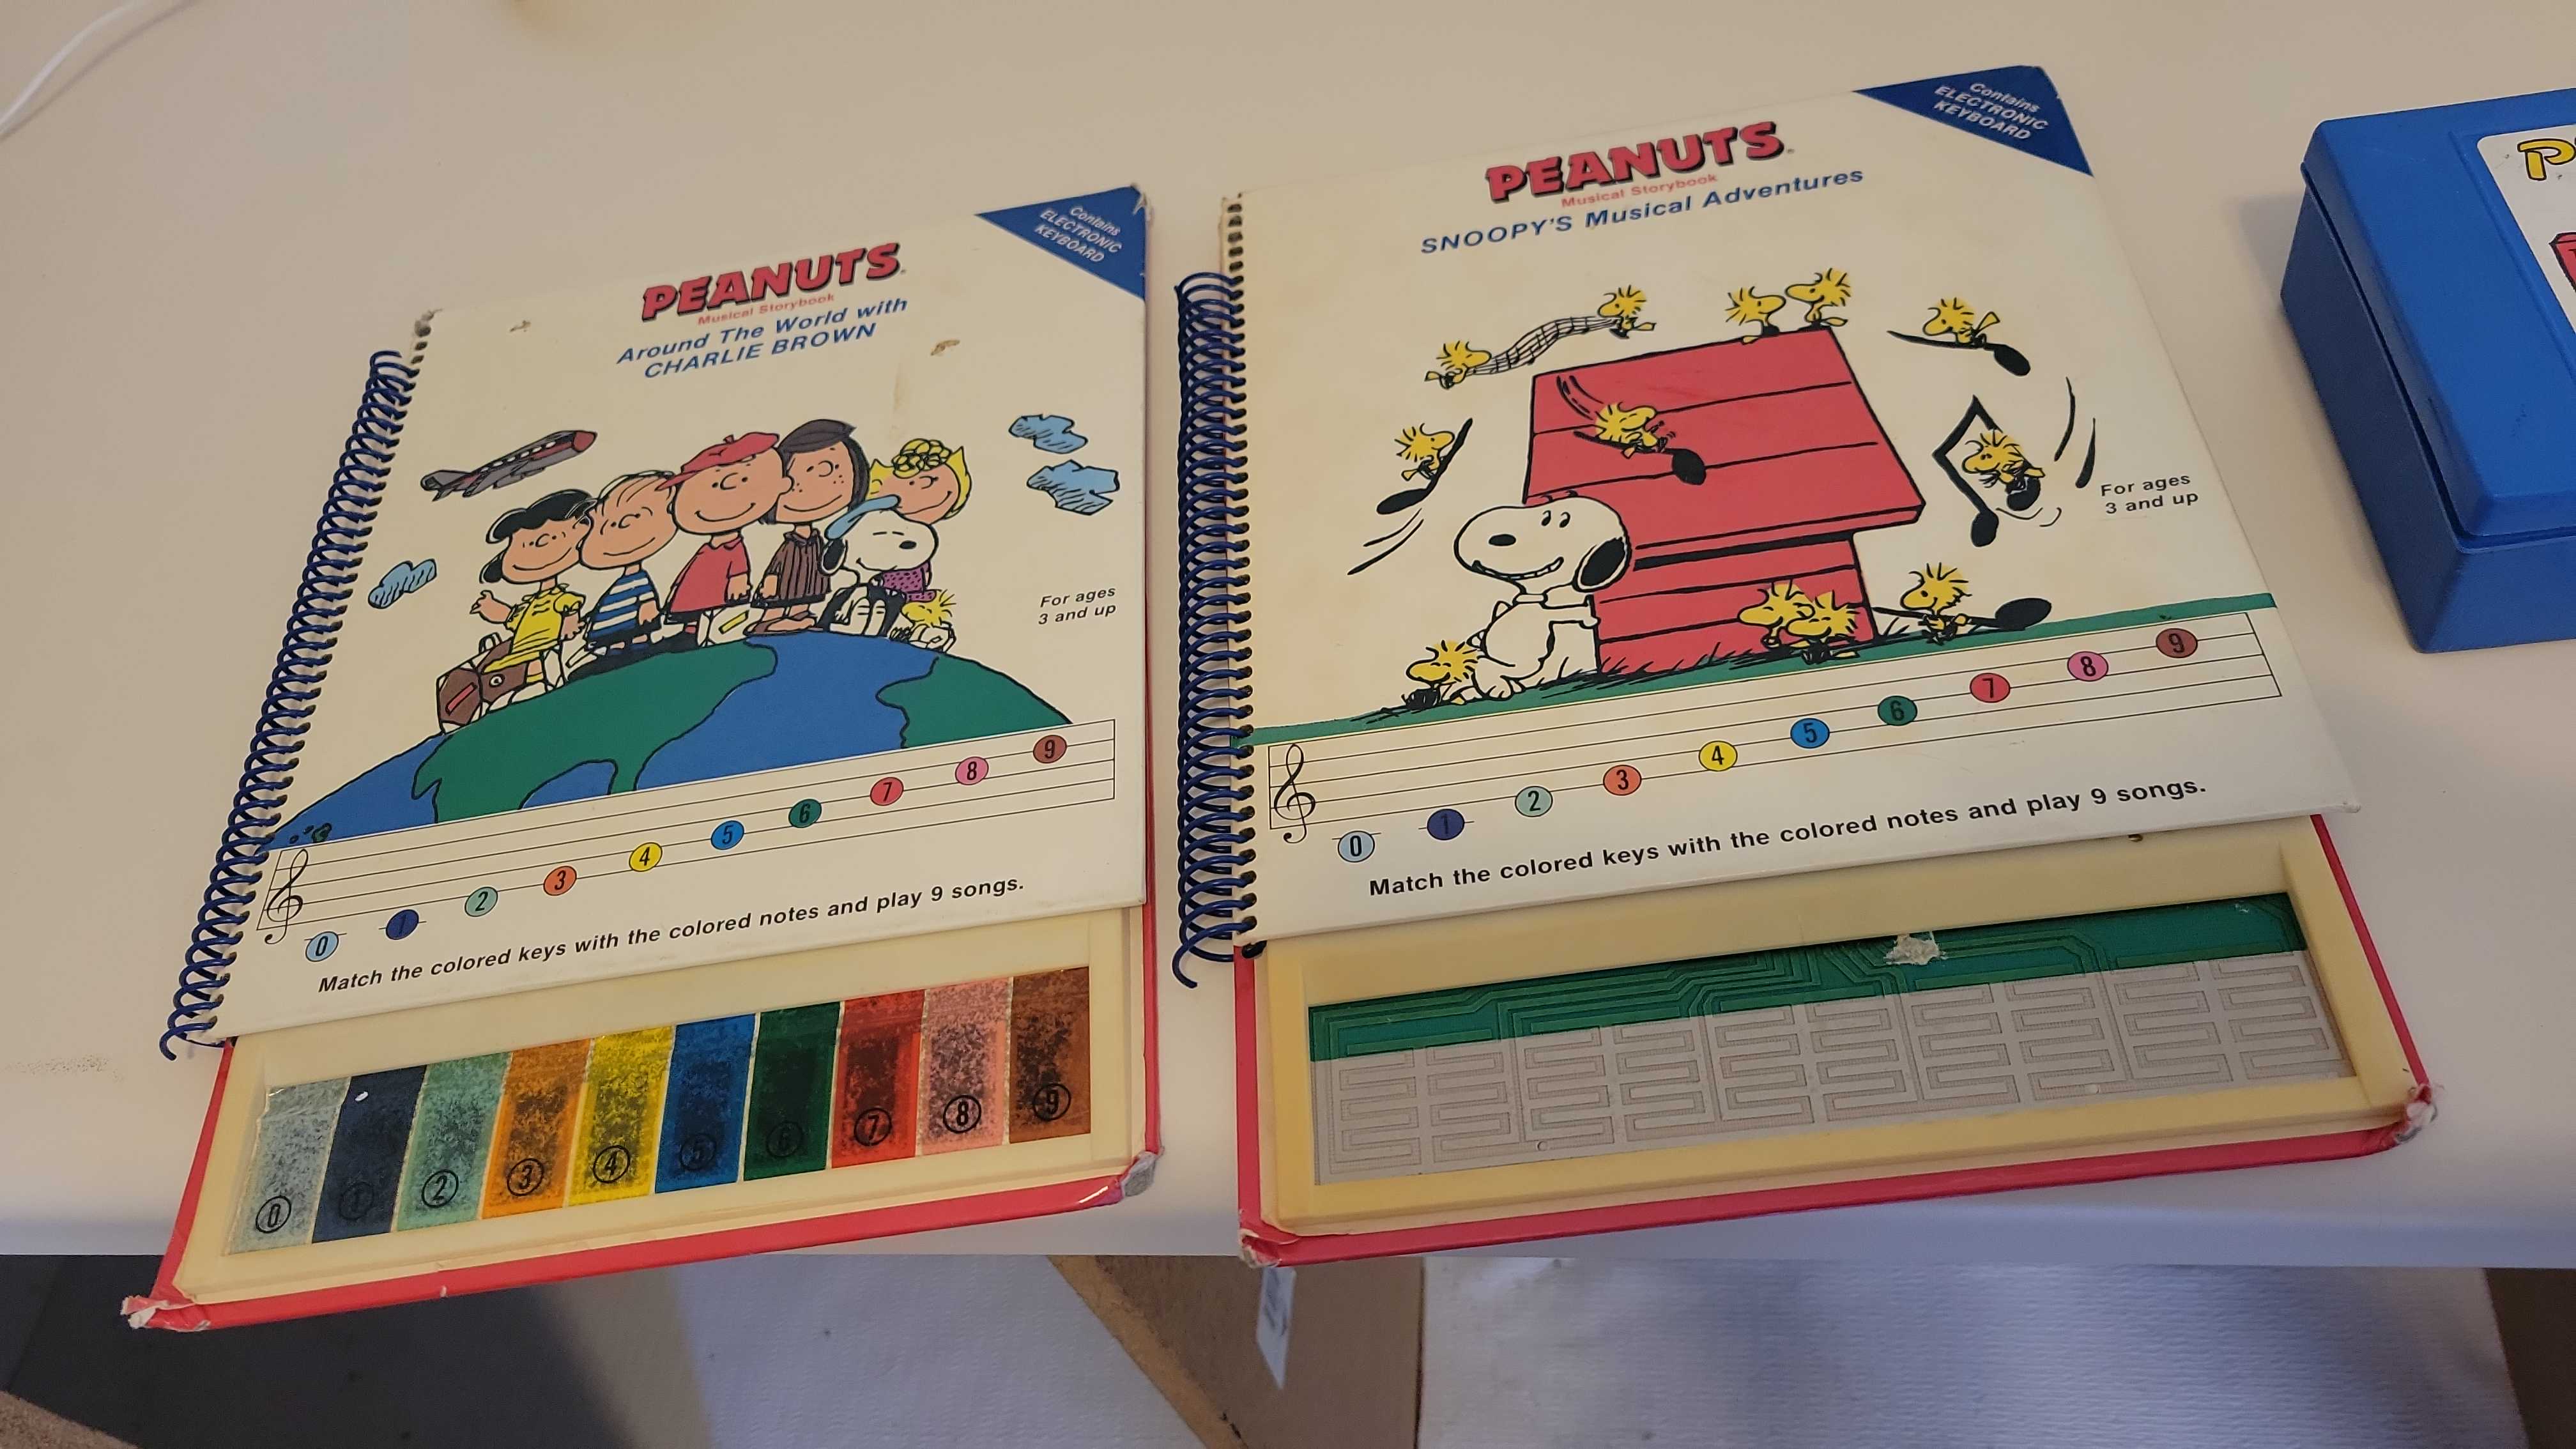 Contains
ELECTRONIC
KEYBOARD
PEANUTS
Musical Storybook
Around The World with
CHARLIE BROWN
For ages
3 and up
0 1 2 3 4 5 6 7 8 9
Match the colored keys with the colored notes and play 9 songs.
0 1 2 3 4 5 6 7 8 9
Contains
ELECTRONIC
KEYBOARD
PEANUTS
Musical Storybook
SNOOPY'S Musical Adventures
For ages
3 and up
0 1 2 3 4 5 6 7 8 9
Match the colored keys with the colored notes and play 9 songs.